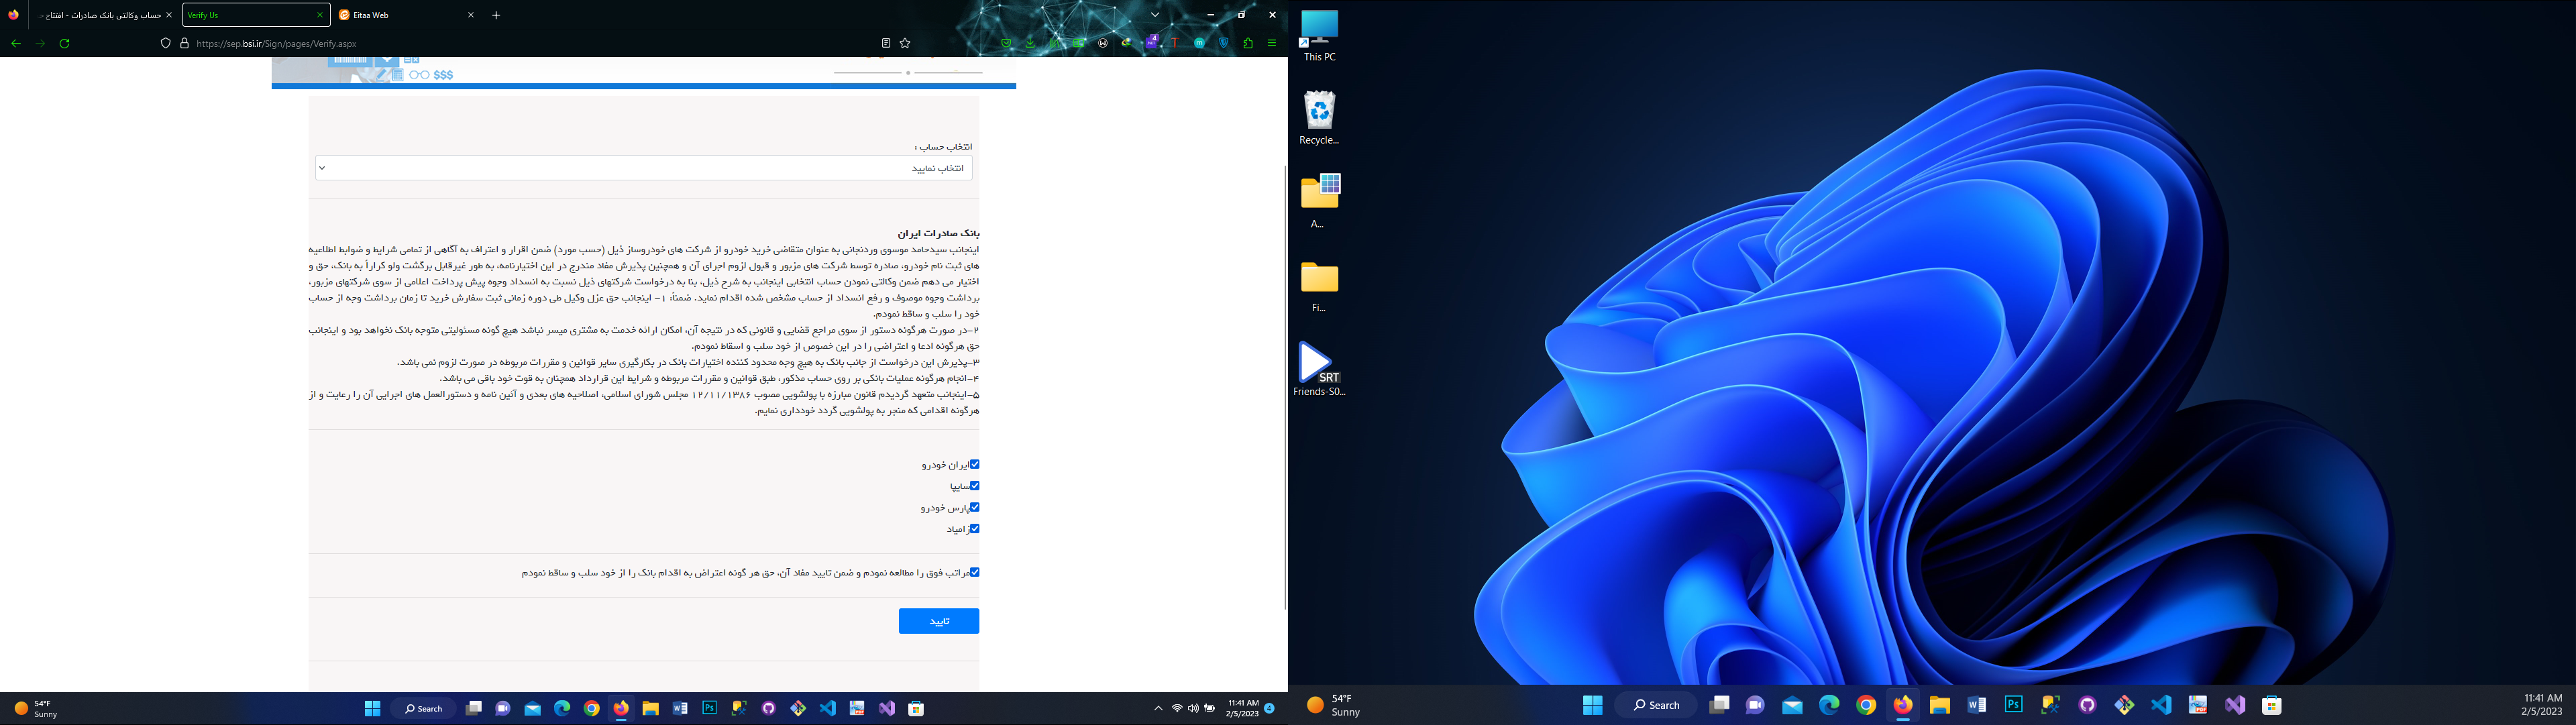 حساب وکالتی بانک صادرات - افتتاح
Verify Us
Eitaa Web
https://sep.bsi.ir/Sign/pages/Verify.aspx
4
$$$
انتخاب حساب :
انتخاب نمایید
بانک صادرات ایران
اینجانب سیدحامد موسوی وردنجانی به عنوان متقاضی خرید خودرو از شرکت های خودروساز ذیل (حسب مورد) ضمن اقرار و اعتراف به آگاهی از تمامی شرایط و ضوابط اطلاعیه
های ثبت نام خودرو، صادره توسط شرکت های مزبور و قبول لزوم اجرای آن و همچنین پذیرش مفاد مندرج در این اختیارنامه، به طور غیرقابل برگشت ولو کراراً به بانک، حق و
اختیار می دهم ضمن وکالتی نمودن حساب انتخابی اینجانب به شرح ذیل، بنا به درخواست شرکتهای ذیل نسبت به انسداد وجوه پیش پرداخت اعلامی از سوی شرکتهای مزبور،
برداشت وجوه موصوف و رفع انسداد از حساب مشخص شده اقدام نماید. ضمناً: ۱- اینجانب حق عزل وکیل طی دوره زمانی ثبت سفارش خرید تا زمان برداشت وجه از حساب
خود را سلب و ساقط نمودم.
۲-در صورت هرگونه دستور از سوی مراجع قضایی و قانونی که در نتیجه آن، امکان ارائه خدمت به مشتری میسر نباشد هیچ گونه مسئولیتی متوجه بانک نخواهد بود و اینجانب
حق هرگونه ادعا و اعتراضی را در این خصوص از خود سلب و اسقاط نمودم.
۳-پذیرش این درخواست از جانب بانک به هیچ وجه محدود کننده اختیارات بانک در بکارگیری سایر قوانین و مقررات مربوطه در صورت لزوم نمی باشد.
۴-انجام هرگونه عملیات بانکی بر روی حساب مذکور، طبق قوانین و مقررات مربوطه و شرایط این قرارداد همچنان به قوت خود باقی می باشد.
۵-اینجانب متعهد گردیدم قانون مبارزه با پولشویی مصوب ۱۲/۱۱/۱۳۸۶ مجلس شورای اسلامی، اصلاحیه های بعدی و آئین نامه و دستورالعمل های اجرایی آن را رعایت و از
هرگونه اقدامی که منجر به پولشویی گردد خودداری نمایم.
ایران خودرو
سایپا
پارس خودرو
زامیاد
مراتب فوق را مطالعه نمودم و ضمن تایید مفاد آن، حق هر گونه اعتراض به اقدام بانک را از خود سلب و ساقط نمودم
تایید
54°F
Sunny
Search
11:41 AM
2/5/2023
4
This PC
Recycle...
A...
Fi...
SRT
Friends-S0...
54°F
Sunny
Search
11:41 AM
2/5/2023